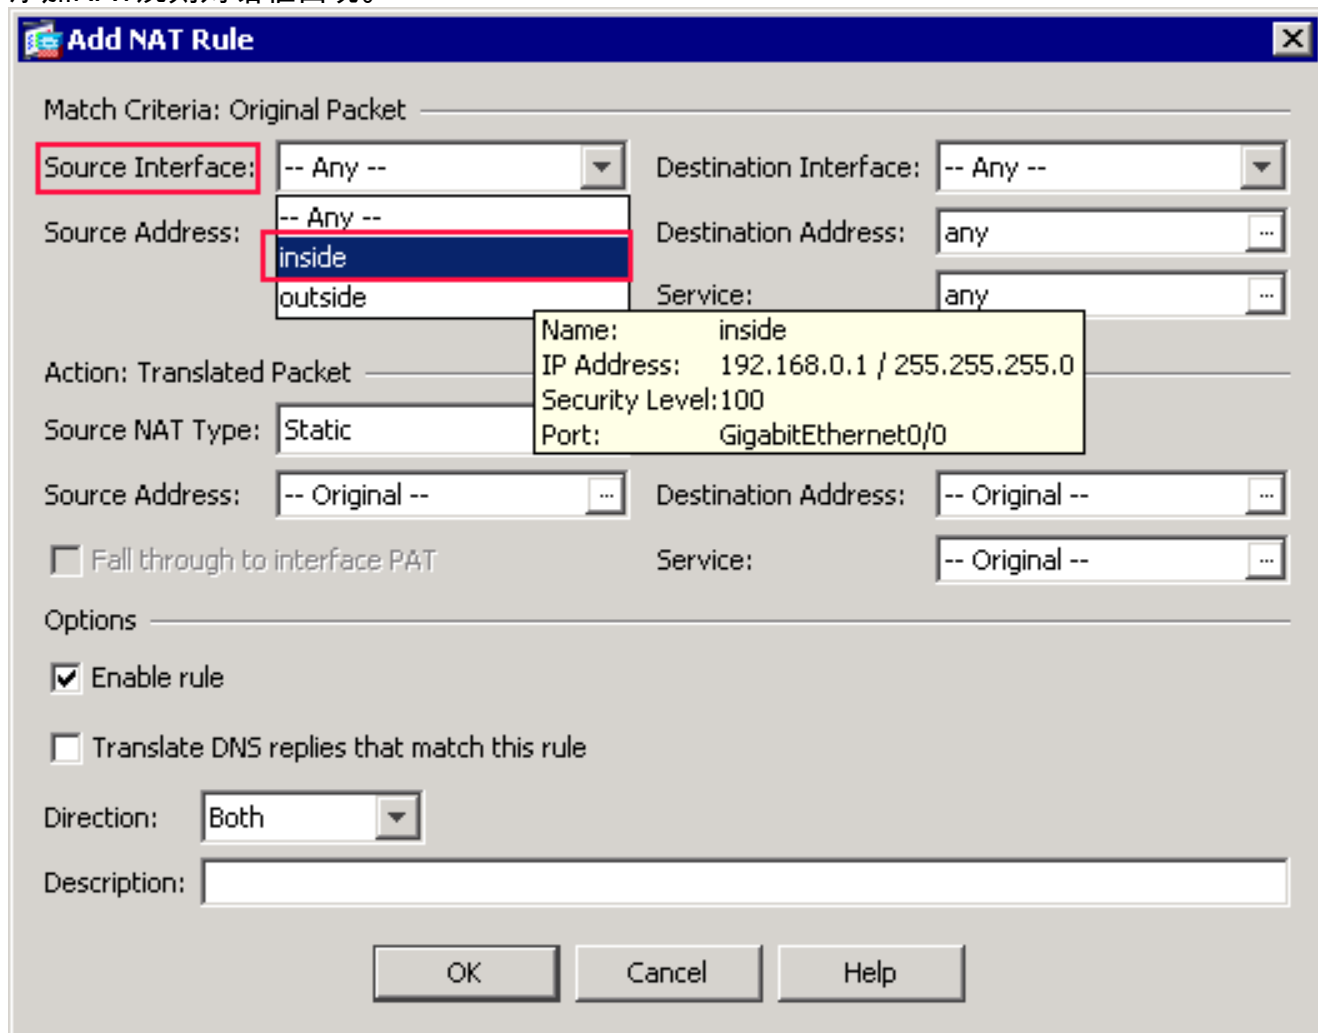 Add NAT Rule
Match Criteria: Original Packet
Source Interface: -- Any -- Destination Interface: -- Any --
-- Any --
Source Address: Destination Address: any
inside
outside Service: any
Name: inside
IP Address: 192.168.0.1 / 255.255.255.0
Security Level:100
Port: GigabitEthernet0/0
Action: Translated Packet
Source NAT Type: Static
Source Address: -- Original -- Destination Address: -- Original --
Fall through to interface PAT Service: -- Original --
Options
Enable rule
Translate DNS replies that match this rule
Direction: Both
Description:
OK Cancel Help